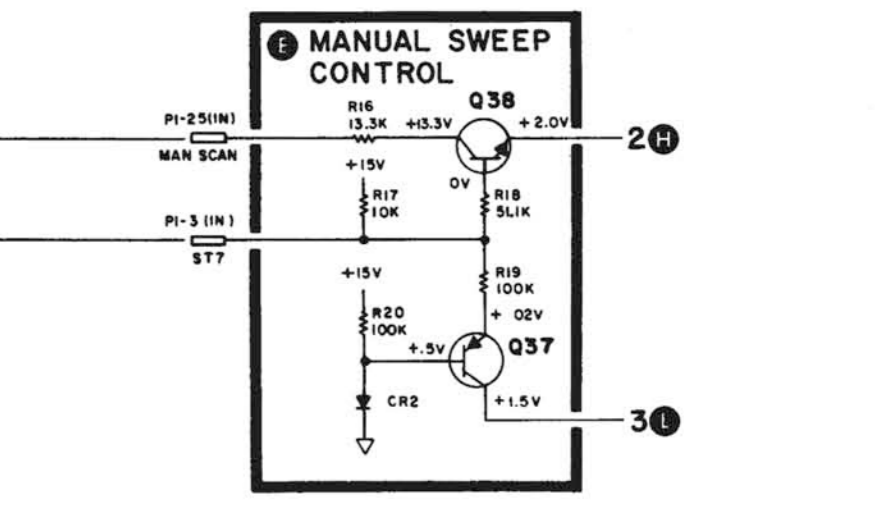 E MANUAL SWEEP
CONTROL
Q38
R16
13.3K
+13.3V
+2.0V
P1-25(IN)
MAN SCAN
2 H
+15V
0V
R17
10K
R18
51.1K
P1-3 (IN)
ST7
+15V
R19
100K
R20
100K
+ 02V
+.5V
Q37
CR2
+1.5V
3 L